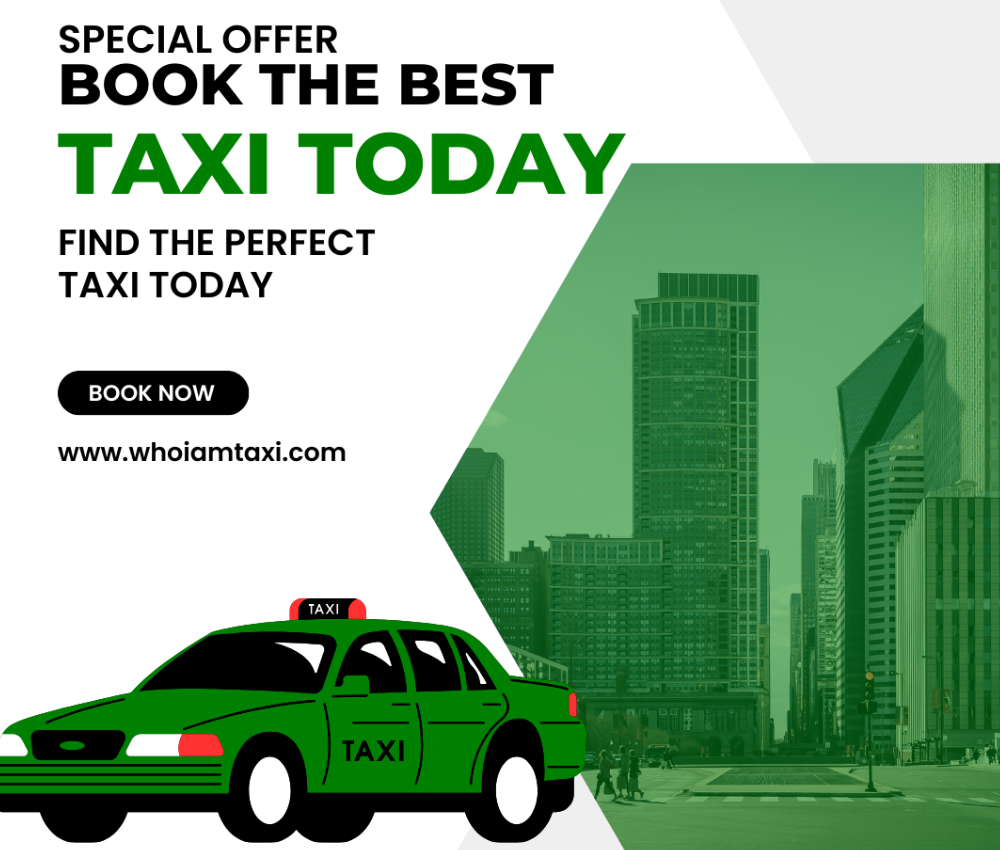 SPECIAL OFFER
BOOK THE BEST
TAXI TODAY
FIND THE PERFECT
TAXI TODAY
BOOK NOW
www.whoiamtaxi.com
TAXI
TAXI